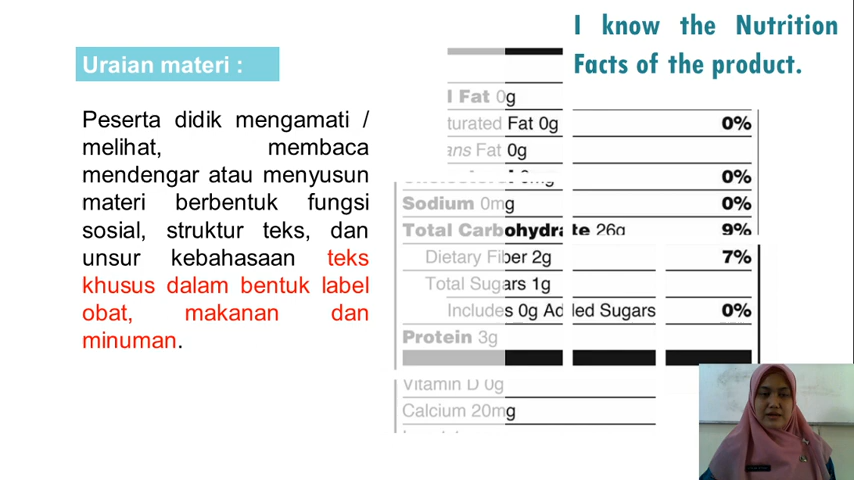 I know the Nutrition
Facts of the product.
Uraian materi :
Peserta didik mengamati /
melihat, membaca
mendengar atau menyusun
materi berbentuk fungsi
sosial, struktur teks, dan
unsur kebahasaan teks
khusus dalam bentuk label
obat, makanan dan
minuman.
l Fat 0g
turated Fat 0g 0%
ans Fat 0g
0%
Sodium 0mg 0%
Total Carbohydrate 26g 9%
Dietary Fiber 2g 7%
Total Sugars 1g
Includes 0g Ad led Sugars 0%
Protein 3g
Vitamin D 0g
Calcium 20mg